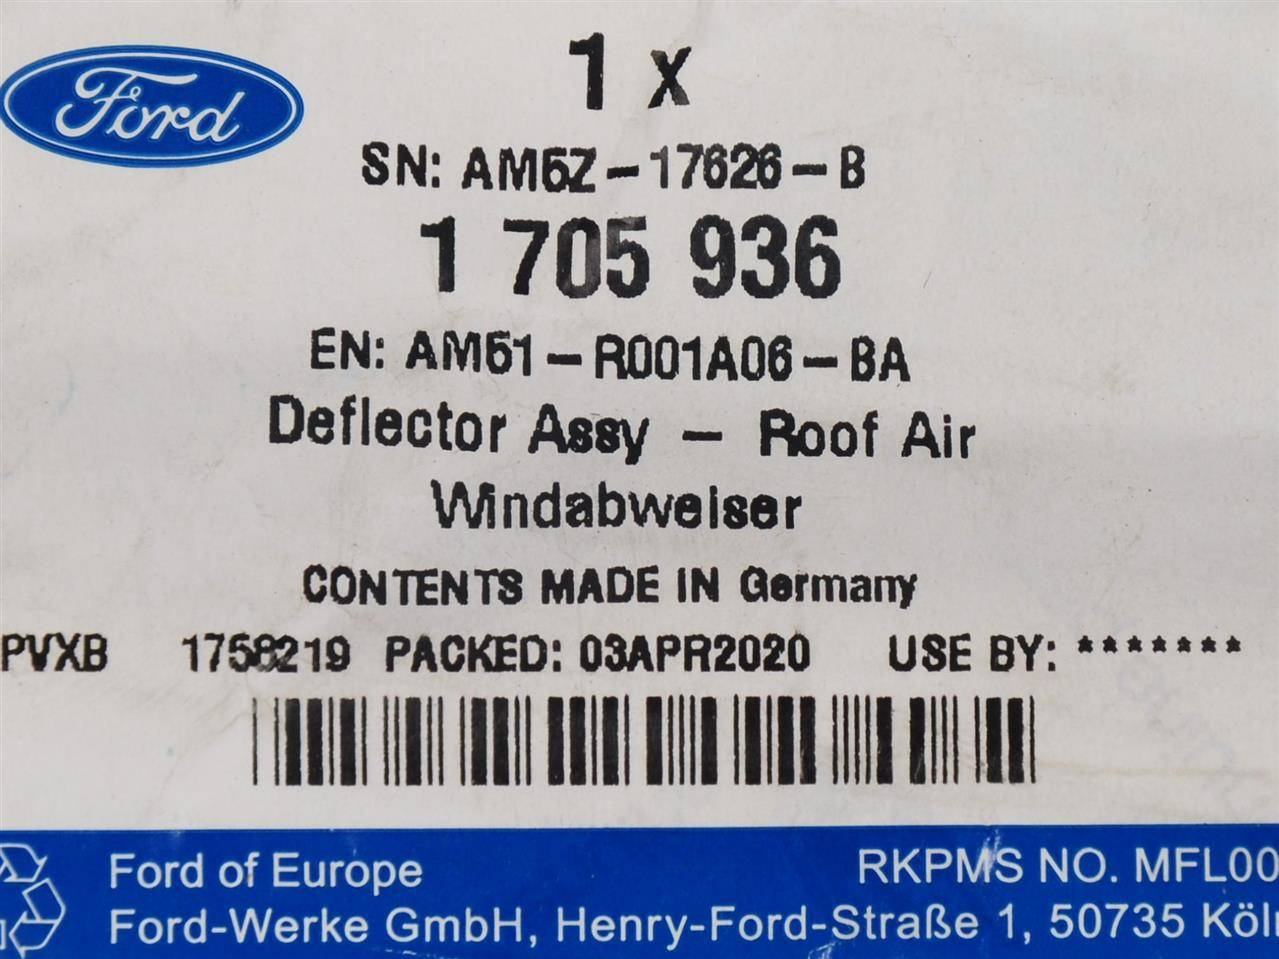 Ford
1 x
SN: AM5Z-17626-B
1 705 936
EN: AM51-R001A06-BA
Deflector Assy - Roof Air
Windabweiser
CONTENTS MADE IN Germany
PVXB 1758219 PACKED: 03APR2020 USE BY: *******
Ford of Europe RKPMS NO. MFL00
Ford-Werke GmbH, Henry-Ford-Straße 1, 50735 Köln